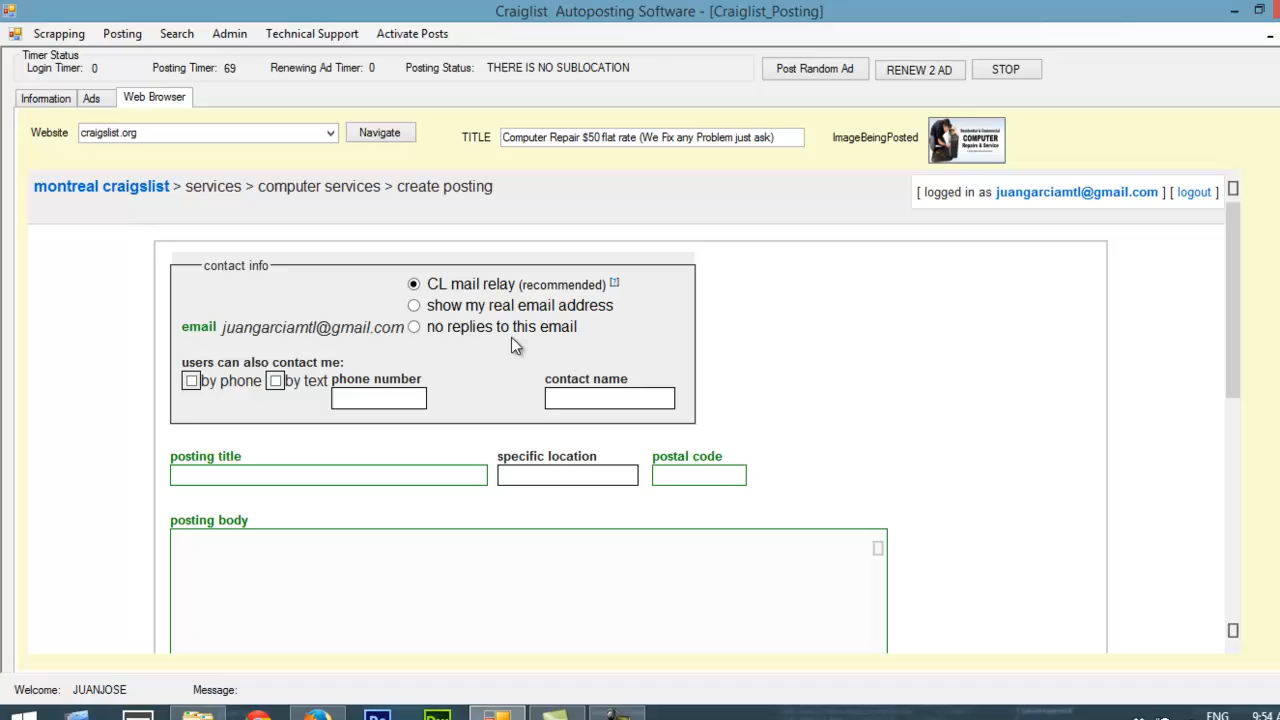 Craiglist Autoposting Software - [Craiglist_Posting]
Scrapping Posting Search Admin Technical Support Activate Posts
Timer Status
Login Timer: 0 Posting Timer: 69 Renewing Ad Timer: 0 Posting Status: THERE IS NO SUBLOCATION Post Random Ad RENEW 2 AD STOP
Information Ads Web Browser
Website craigslist.org Navigate TITLE Computer Repair $50 flat rate (We Fix any Problem just ask) ImageBeingPosted
Residential & Commercial
COMPUTER
Repairs & Service
montreal craigslist > services > computer services > create posting [ logged in as juangarciamtl@gmail.com ] [ logout ]
contact info
CL mail relay (recommended) [?]
show my real email address
email juangarciamtl@gmail.com no replies to this email
users can also contact me:
by phone by text phone number contact name
posting title specific location postal code
posting body
Welcome: JUANJOSE Message:
ENG 9:54